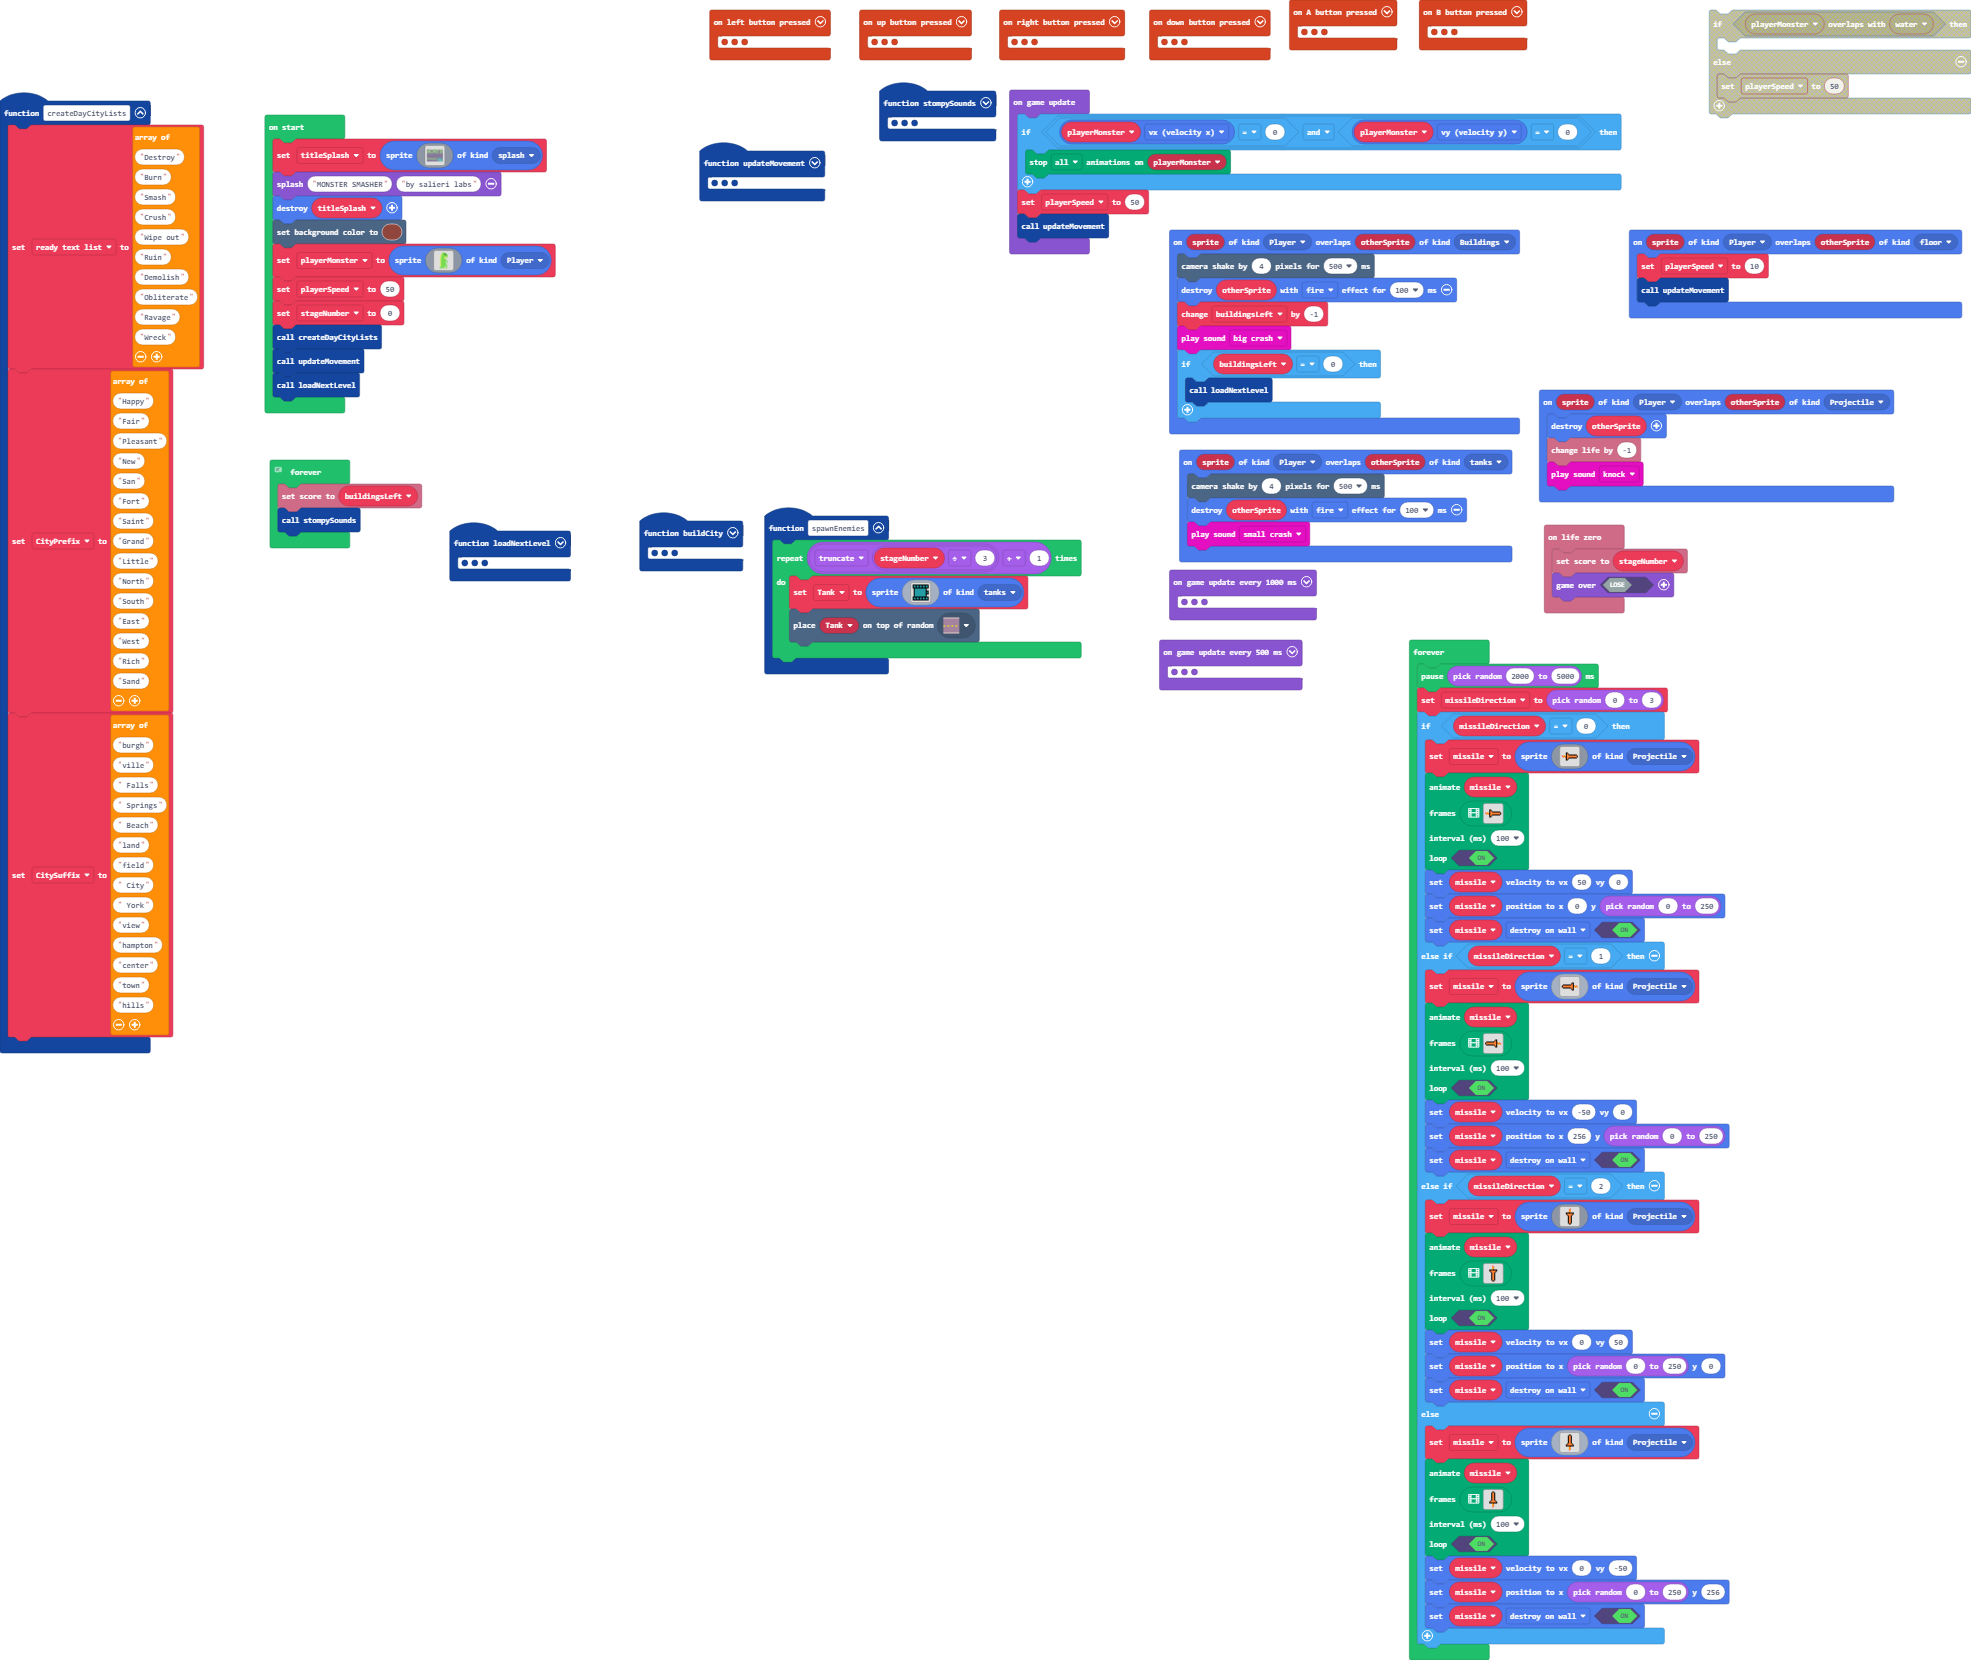 on left button pressed
on up button pressed
on right button pressed
on down button pressed
on A button pressed
on B button pressed
if playerMonster overlaps with water then
else
set playerSpeed to 50
function createDayCityLists
set ready text list to
array of
"Destroy"
"Burn"
"Smash"
"Crush"
"Wipe out"
"Ruin"
"Demolish"
"Obliterate"
"Ravage"
"Wreck"
set CityPrefix to
array of
"Happy"
"Fair"
"Pleasant"
"New"
"San"
"Fort"
"Saint"
"Grand"
"Little"
"North"
"South"
"East"
"West"
"Rich"
"Sand"
set CitySuffix to
array of
"burgh"
"ville"
" Falls"
" Springs"
" Beach"
"land"
"field"
" City"
" York"
"view"
"hampton"
"center"
"town"
"hills"
on start
set titleSplash to sprite of kind splash
splash "MONSTER SMASHER" "by salieri labs"
destroy titleSplash
set background color to
set playerMonster to sprite of kind Player
set playerSpeed to 50
set stageNumber to 0
call createDayCityLists
call updateMovement
call loadNextLevel
forever
set score to buildingsLeft
call stompySounds
function loadNextLevel
function buildCity
function updateMovement
function stompySounds
function spawnEnemies
repeat truncate stageNumber ÷ 3 + 1 times
do
set Tank to sprite of kind tanks
place Tank on top of random
on game update
if playerMonster vx (velocity x) = 0 and playerMonster vy (velocity y) = 0 then
stop all animations on playerMonster
set playerSpeed to 50
call updateMovement
on sprite of kind Player overlaps otherSprite of kind Buildings
camera shake by 4 pixels for 500 ms
destroy otherSprite with fire effect for 100 ms
change buildingsLeft by -1
play sound big crash
if buildingsLeft = 0 then
call loadNextLevel
on sprite of kind Player overlaps otherSprite of kind floor
set playerSpeed to 10
call updateMovement
on sprite of kind Player overlaps otherSprite of kind Projectile
destroy otherSprite
change life by -1
play sound knock
on sprite of kind Player overlaps otherSprite of kind tanks
camera shake by 4 pixels for 500 ms
destroy otherSprite with fire effect for 100 ms
play sound small crash
on life zero
set score to stageNumber
game over LOSE
on game update every 1000 ms
on game update every 500 ms
forever
pause pick random 2000 to 5000 ms
set missileDirection to pick random 0 to 3
if missileDirection = 0 then
set missile to sprite of kind Projectile
animate missile
frames
interval (ms) 100
loop ON
set missile velocity to vx 50 vy 0
set missile position to x 0 y pick random 0 to 250
set missile destroy on wall ON
else if missileDirection = 1 then
set missile to sprite of kind Projectile
animate missile
frames
interval (ms) 100
loop ON
set missile velocity to vx -50 vy 0
set missile position to x 256 y pick random 0 to 250
set missile destroy on wall ON
else if missileDirection = 2 then
set missile to sprite of kind Projectile
animate missile
frames
interval (ms) 100
loop ON
set missile velocity to vx 0 vy 50
set missile position to x pick random 0 to 250 y 0
set missile destroy on wall ON
else
set missile to sprite of kind Projectile
animate missile
frames
interval (ms) 100
loop ON
set missile velocity to vx 0 vy -50
set missile position to x pick random 0 to 250 y 256
set missile destroy on wall ON